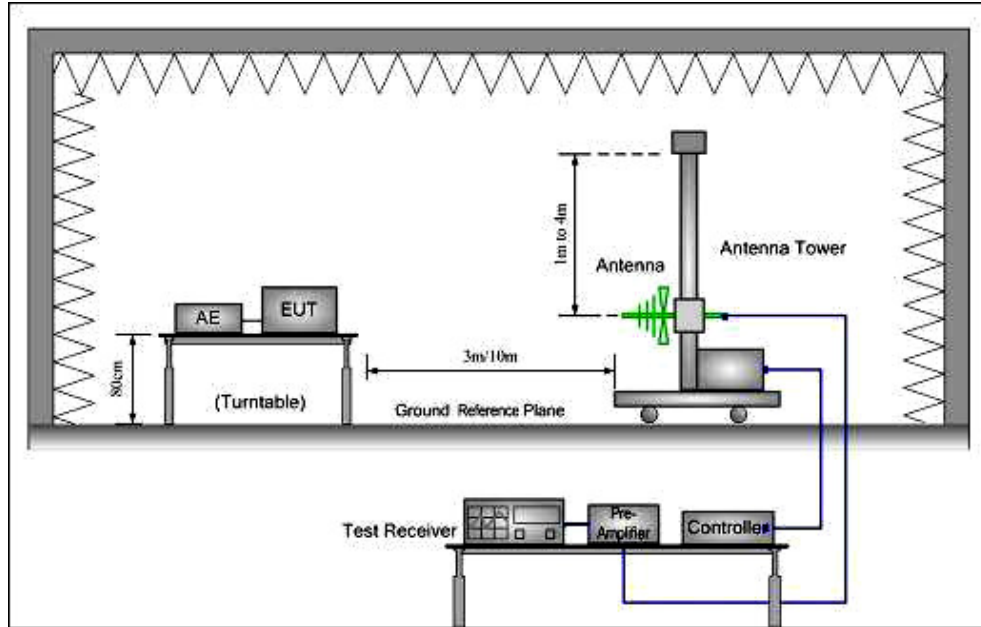 1m to 4m
Antenna
Antenna Tower
AE
EUT
80cm
(Turntable)
3m/10m
Ground Reference Plane
Test Receiver
Pre-
Amplifier
Controller